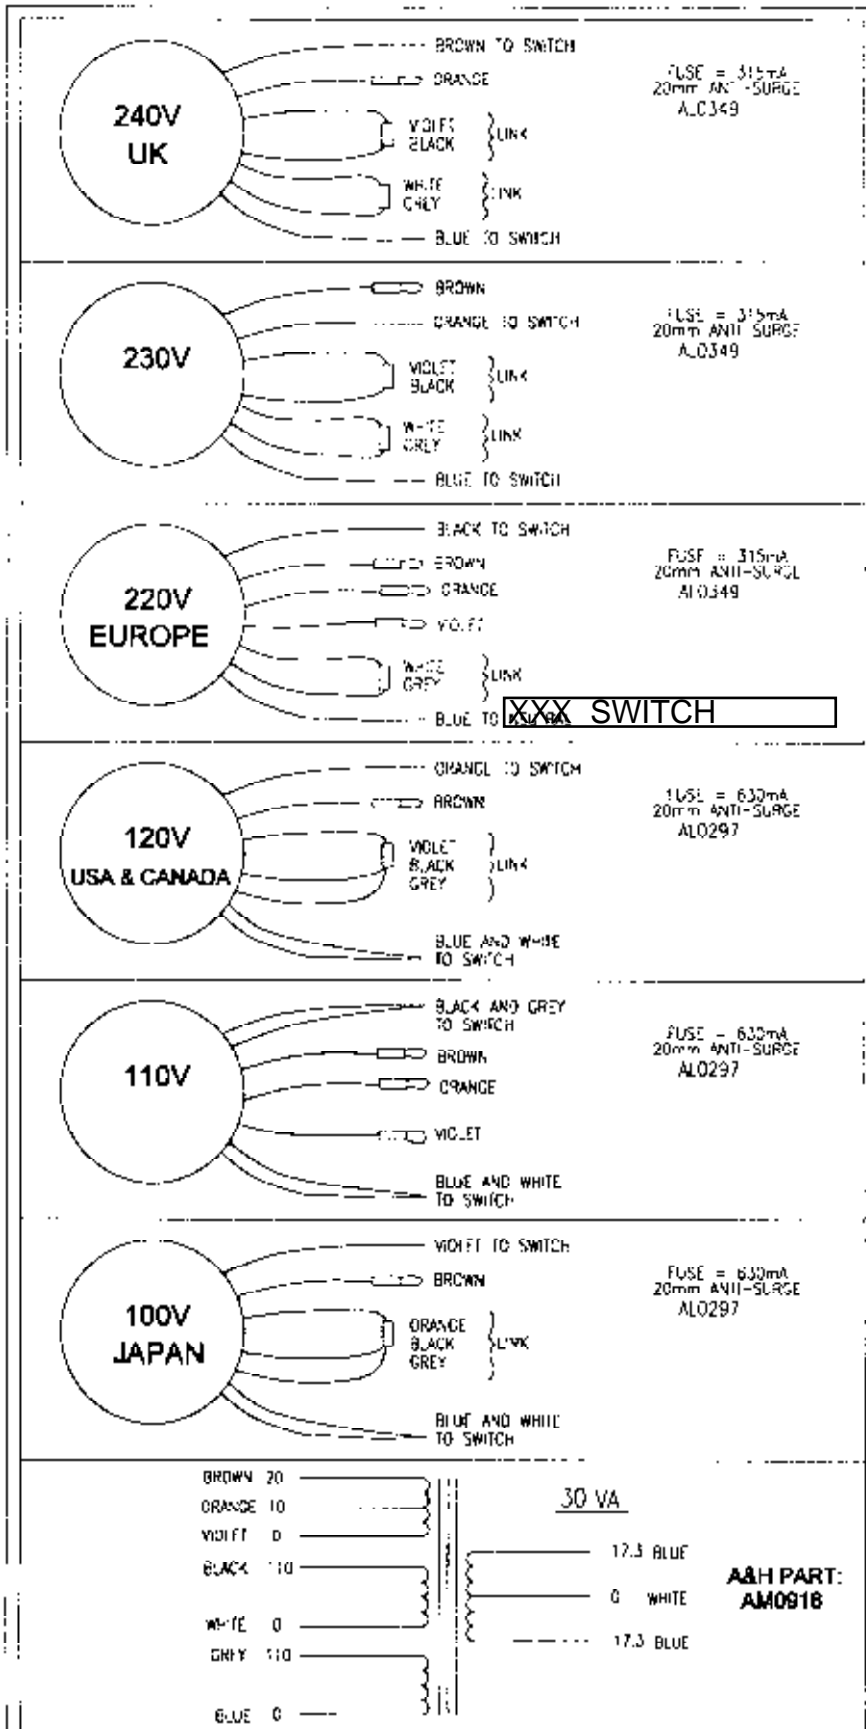 BROWN TO SWITCH
ORANGE
240V
UK
VIOLET
BLACK
LINK
WHITE
GREY
LINK
BLUE TO SWITCH
FUSE = 315mA
20mm ANTI-SURGE
AL0349
BROWN
ORANGE TO SWITCH
230V
VIOLET
BLACK
LINK
WHITE
GREY
LINK
BLUE TO SWITCH
FUSE = 315mA
20mm ANTI-SURGE
AL0349
BLACK TO SWITCH
BROWN
ORANGE
220V
EUROPE
VIOLET
WHITE
GREY
LINK
BLUE TO XXX SWITCH
FUSE = 315mA
20mm ANTI-SURGE
AL0349
ORANGE TO SWITCH
BROWN
120V
USA & CANADA
VIOLET
BLACK
GREY
LINK
BLUE AND WHITE
TO SWITCH
FUSE = 630mA
20mm ANTI-SURGE
AL0297
BLACK AND GREY
TO SWITCH
110V
BROWN
ORANGE
VIOLET
BLUE AND WHITE
TO SWITCH
FUSE = 630mA
20mm ANTI-SURGE
AL0297
VIOLET TO SWITCH
BROWN
100V
JAPAN
ORANGE
BLACK
GREY
LINK
BLUE AND WHITE
TO SWITCH
FUSE = 630mA
20mm ANTI-SURGE
AL0297
BROWN 20
ORANGE 10
VIOLET 0
BLACK 110
WHITE 0
GREY 110
BLUE 0
30 VA
17.3 BLUE
0 WHITE
17.3 BLUE
A&H PART:
AM0918